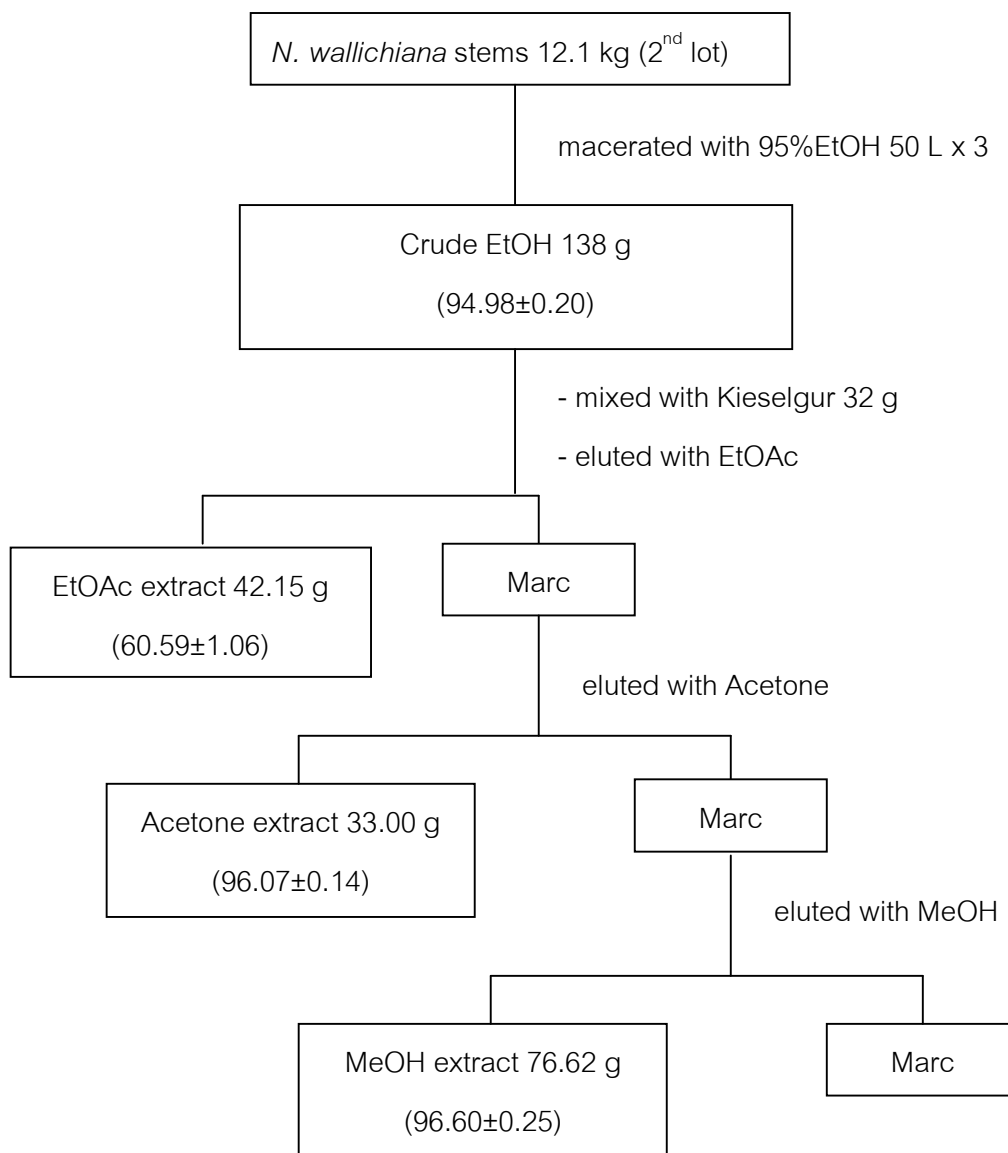 N. wallichiana stems 12.1 kg (2nd lot)
macerated with 95%EtOH 50 L x 3
Crude EtOH 138 g
(94.98±0.20)
- mixed with Kieselgur 32 g
- eluted with EtOAc
EtOAc extract 42.15 g
(60.59±1.06)
Marc
eluted with Acetone
Acetone extract 33.00 g
(96.07±0.14)
Marc
eluted with MeOH
MeOH extract 76.62 g
(96.60±0.25)
Marc